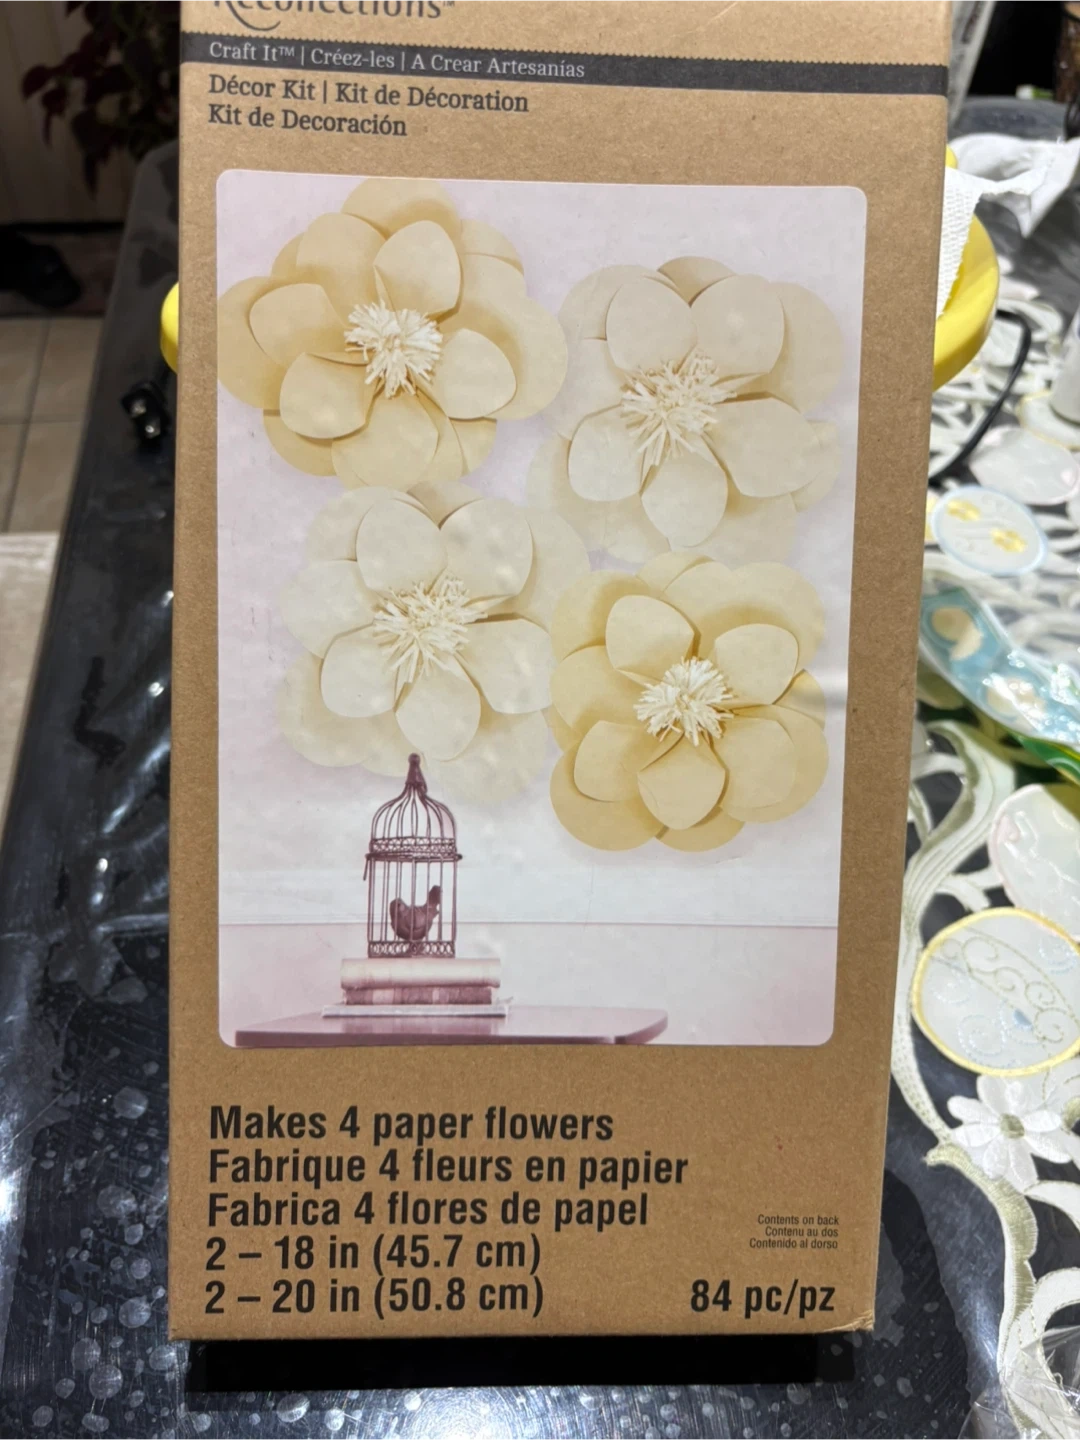 Recollections™
Craft It™ | Créez-les | A Crear Artesanías
Décor Kit | Kit de Décoration
Kit de Decoración
Makes 4 paper flowers
Fabrique 4 fleurs en papier
Fabrica 4 flores de papel
2 – 18 in (45.7 cm)
2 – 20 in (50.8 cm)
Contents on back
Contenu au dos
Contenido al dorso
84 pc/pz